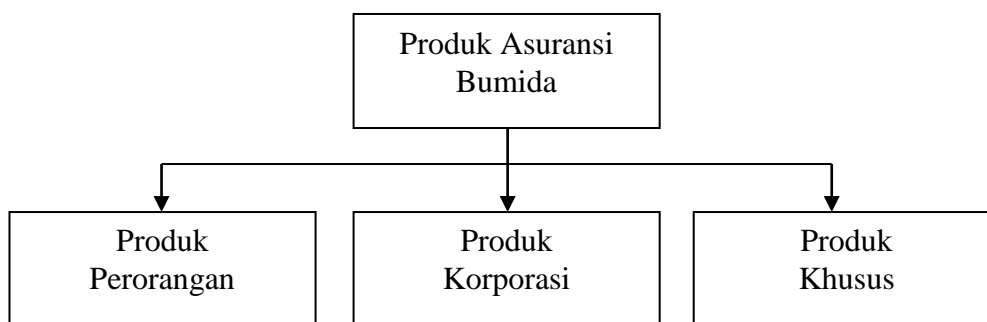 Produk Asuransi
Bumida
Produk
Perorangan
Produk
Korporasi
Produk
Khusus